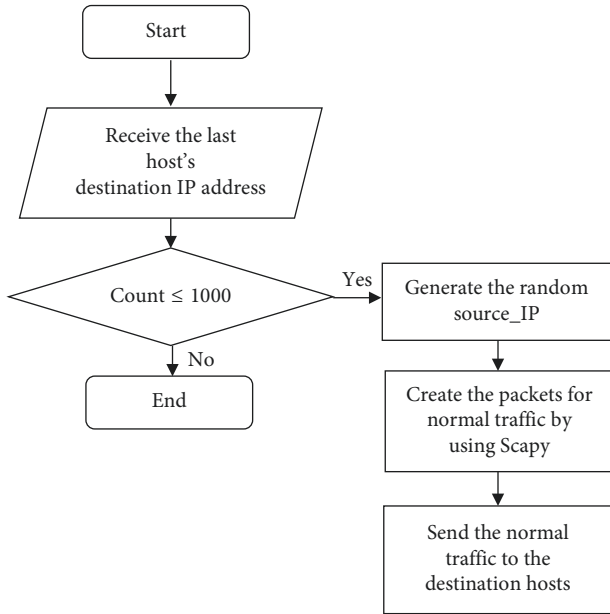 Start
Receive the last
host’s
destination IP address
Count ≤ 1000
Yes
No
End
Generate the random
source_IP
Create the packets for
normal traffic by
using Scapy
Send the normal
traffic to the
destination hosts